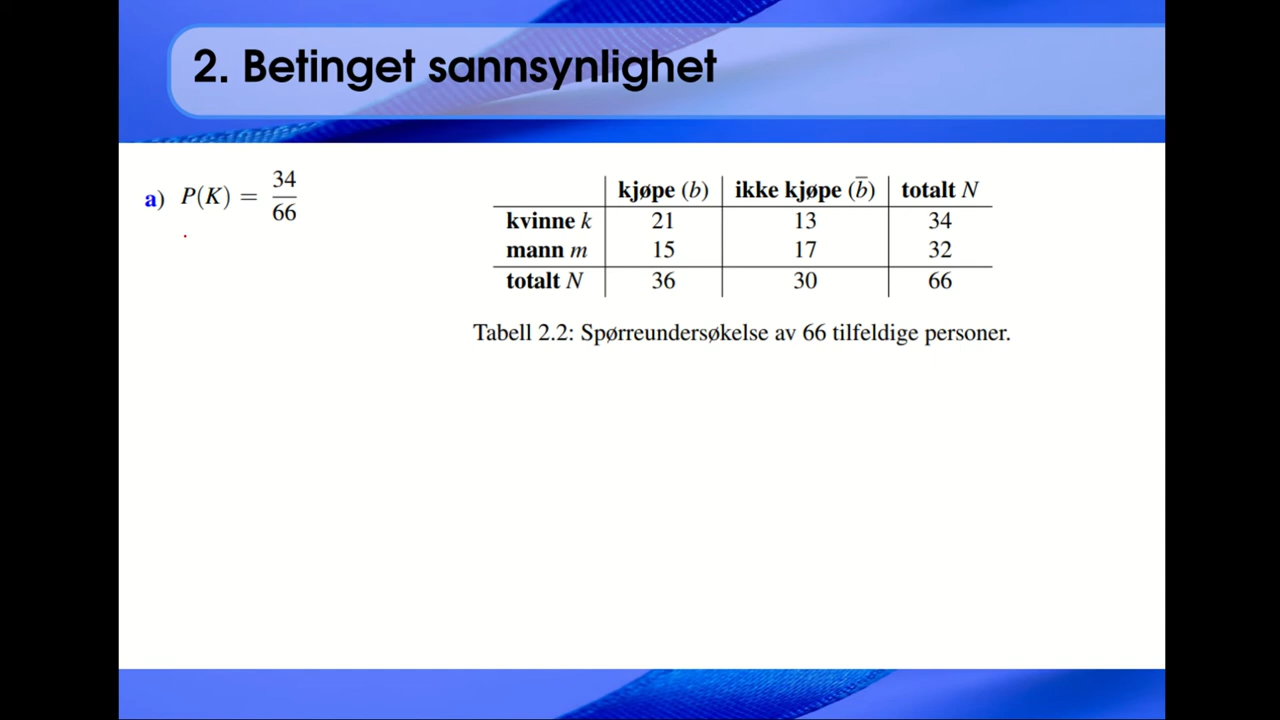 2. Betinget sannsynlighet
a) P(K) = 34/66
kjøpe (b) ikke kjøpe (b̅) totalt N
kvinne k 21 13 34
mann m 15 17 32
totalt N 36 30 66
Tabell 2.2: Spørreundersøkelse av 66 tilfeldige personer.